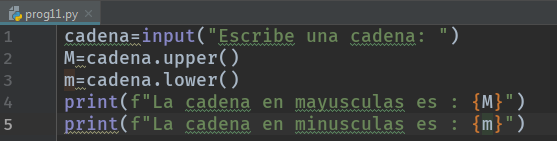 prog11.py
1 cadena=input("Escribe una cadena: ")
2 M=cadena.upper()
3 m=cadena.lower()
4 print(f"La cadena en mayusculas es : {M}")
5 print(f"La cadena en minusculas es : {m}")